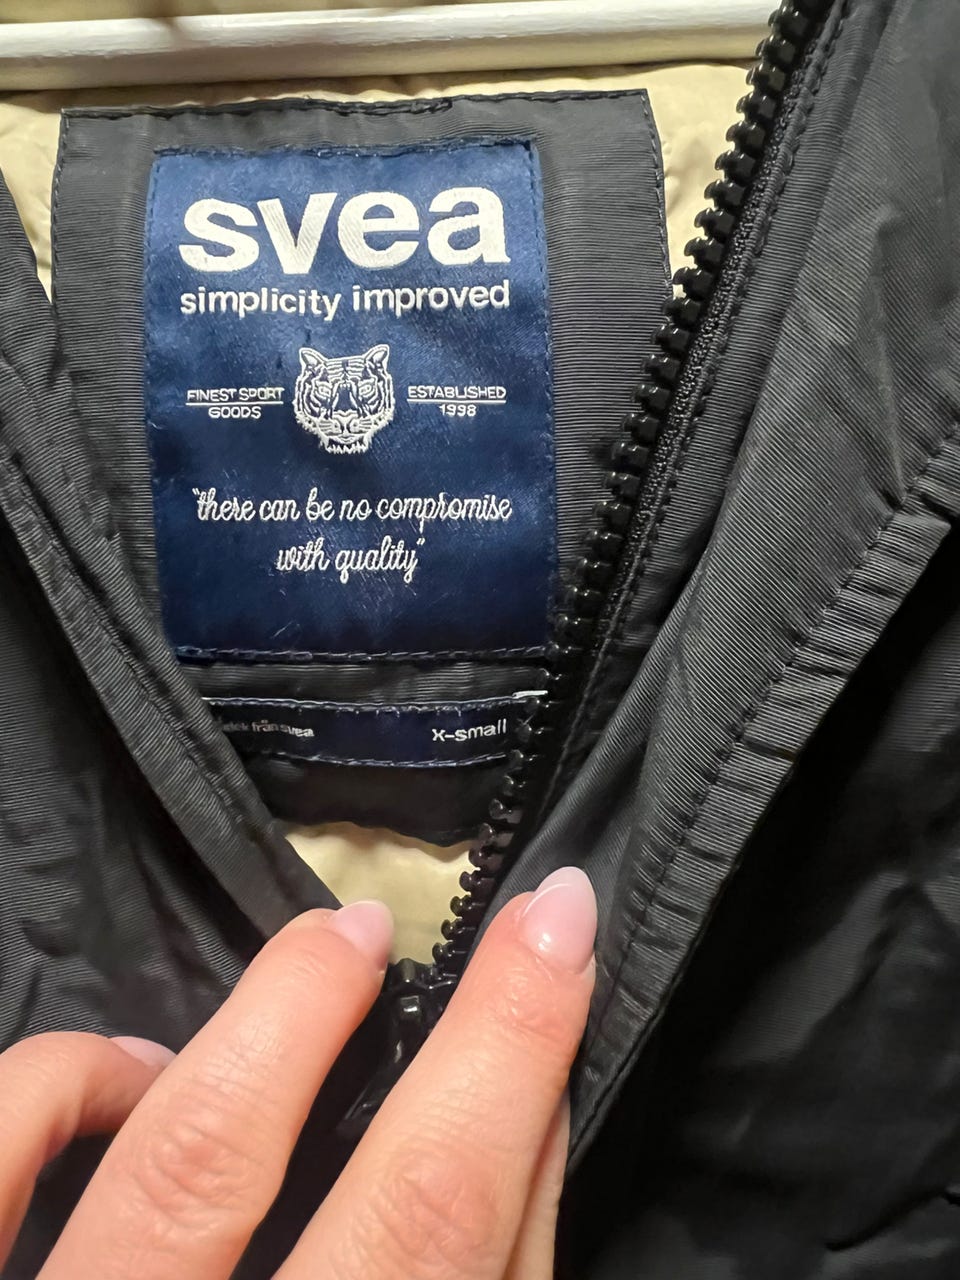 svea
simplicity improved
FINEST SPORT
GOODS
ESTABLISHED
1998
"there can be no compromise
with quality"
från svea
x-small